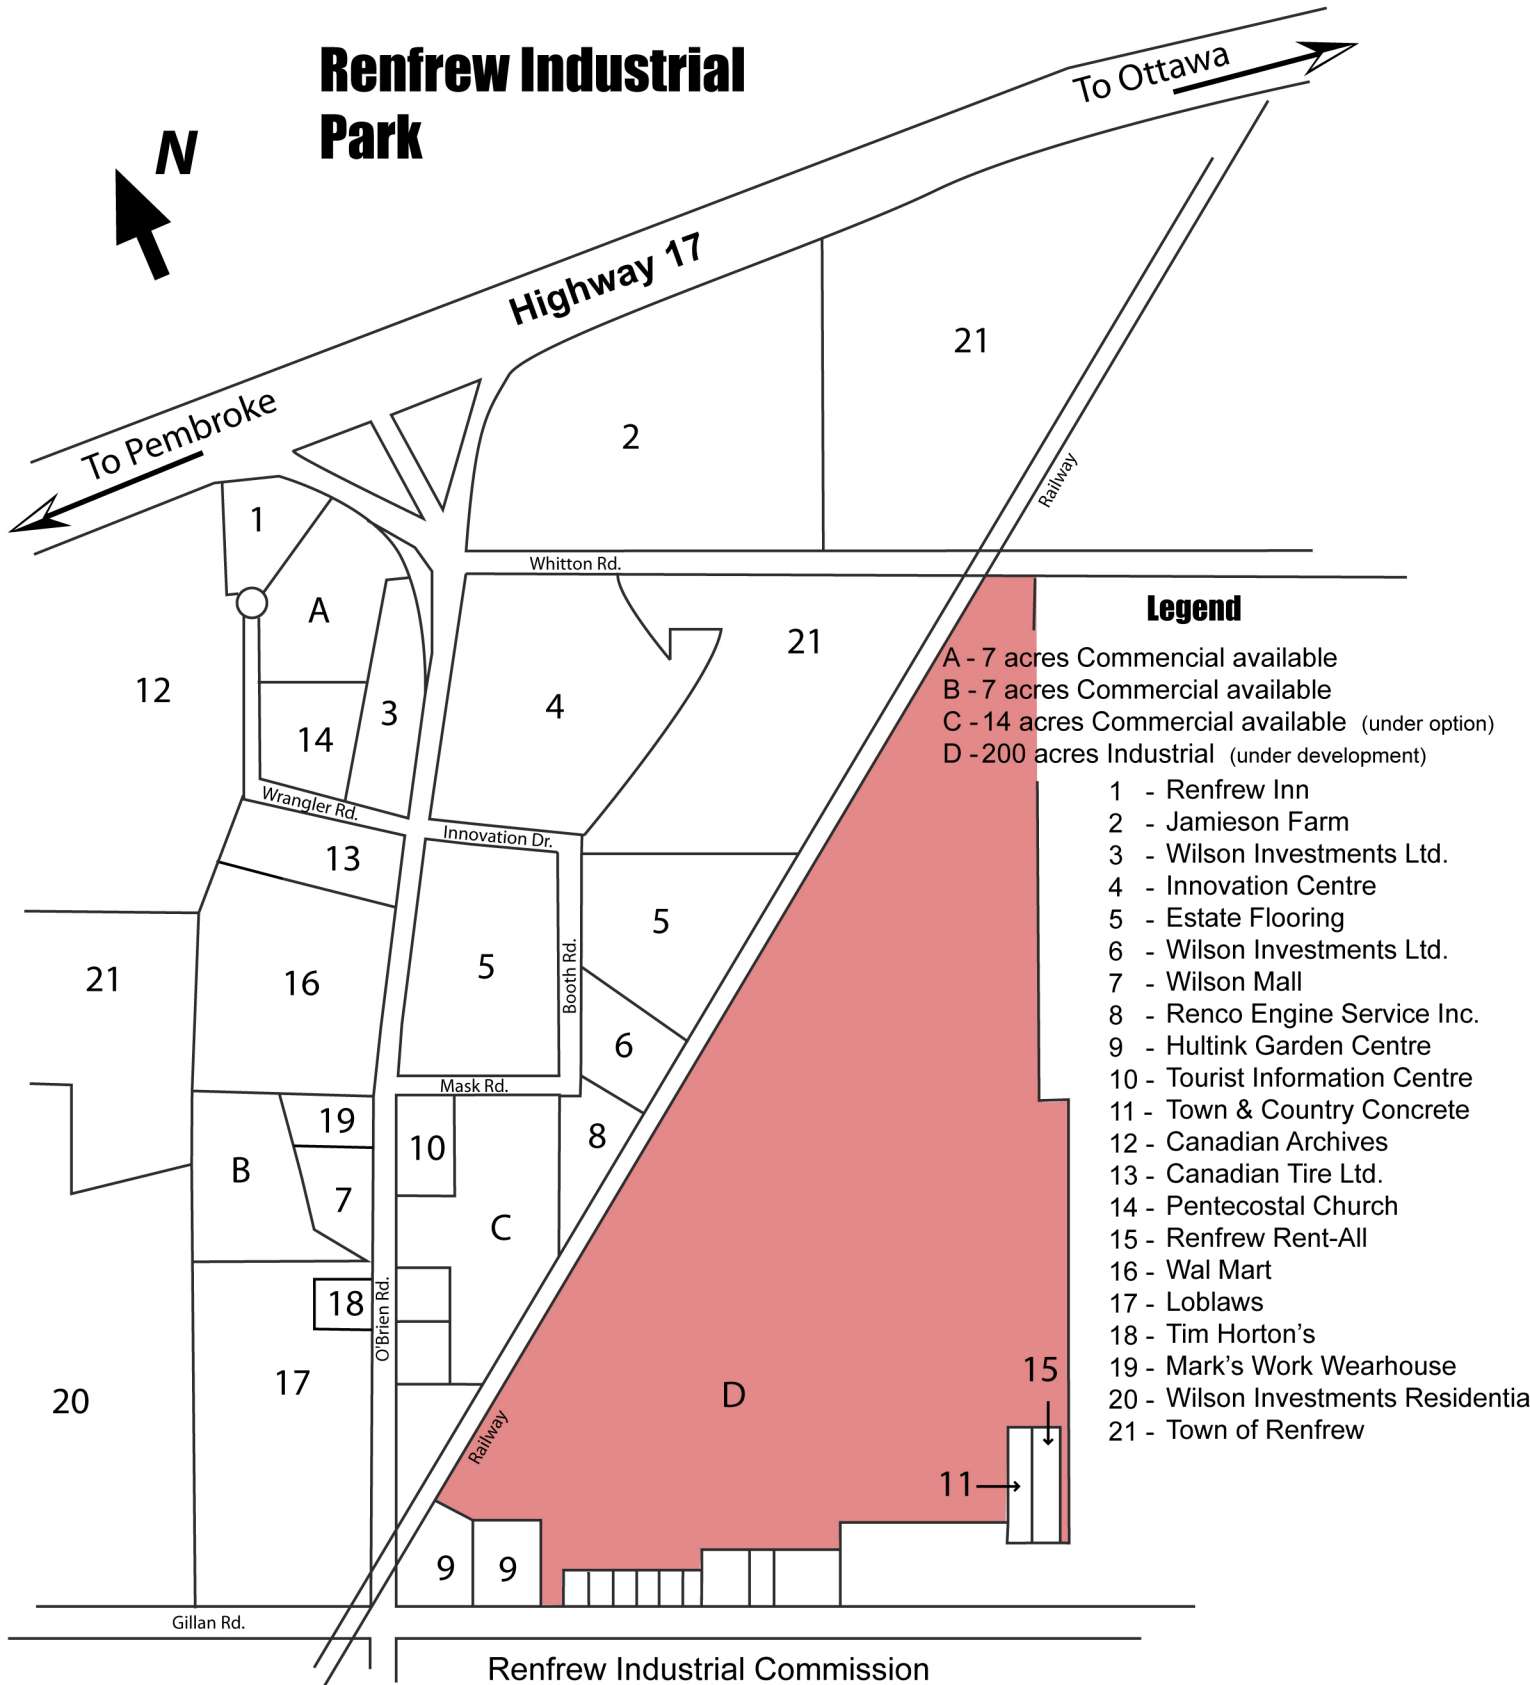 Renfrew Industrial
Park
N
To Ottawa
Highway 17
To Pembroke
21
2
Railway
1
Whitton Rd.
A
21
12
3
4
14
Wrangler Rd.
Innovation Dr.
13
5
5
Booth Rd.
21
16
6
Mask Rd.
19
10
8
B
7
C
18
O'Brien Rd.
17
20
D
Railway
15
11
9
9
Gillan Rd.
Legend
A - 7 acres Commencial available
B - 7 acres Commercial available
C - 14 acres Commercial available (under option)
D - 200 acres Industrial (under development)
1 - Renfrew Inn
2 - Jamieson Farm
3 - Wilson Investments Ltd.
4 - Innovation Centre
5 - Estate Flooring
6 - Wilson Investments Ltd.
7 - Wilson Mall
8 - Renco Engine Service Inc.
9 - Hultink Garden Centre
10 - Tourist Information Centre
11 - Town & Country Concrete
12 - Canadian Archives
13 - Canadian Tire Ltd.
14 - Pentecostal Church
15 - Renfrew Rent-All
16 - Wal Mart
17 - Loblaws
18 - Tim Horton’s
19 - Mark’s Work Wearhouse
20 - Wilson Investments Residentia
21 - Town of Renfrew
Renfrew Industrial Commission